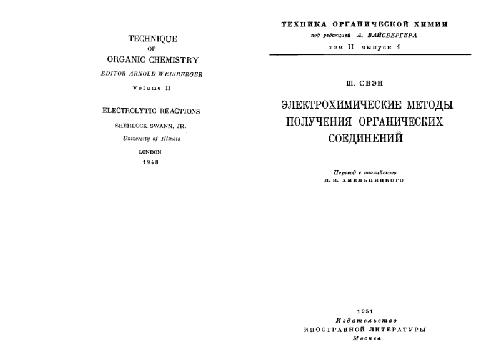 TECHNIQUE
OF
ORGANIC CHEMISTRY
EDITOR ARNOLD WEISBERGER
Volume II
ELECTROLYTIC REACTIONS
SHERLOCK SWANN, JR.
University of Illinois
LONDON
1948
ТЕХНИКА ОРГАНИЧЕСКОЙ ХИМИИ
под редакцией А. ВАЙСБЕРГЕРА
том II выпуск 4
Ш. СВЭН
ЭЛЕКТРОХИМИЧЕСКИЕ МЕТОДЫ
ПОЛУЧЕНИЯ ОРГАНИЧЕСКИХ
СОЕДИНЕНИЙ
Перевод с английского
ХМЕЛЬНИЦКОГО
1951
Издательство
ИНОСТРАННОЙ ЛИТЕРАТУРЫ
Москва